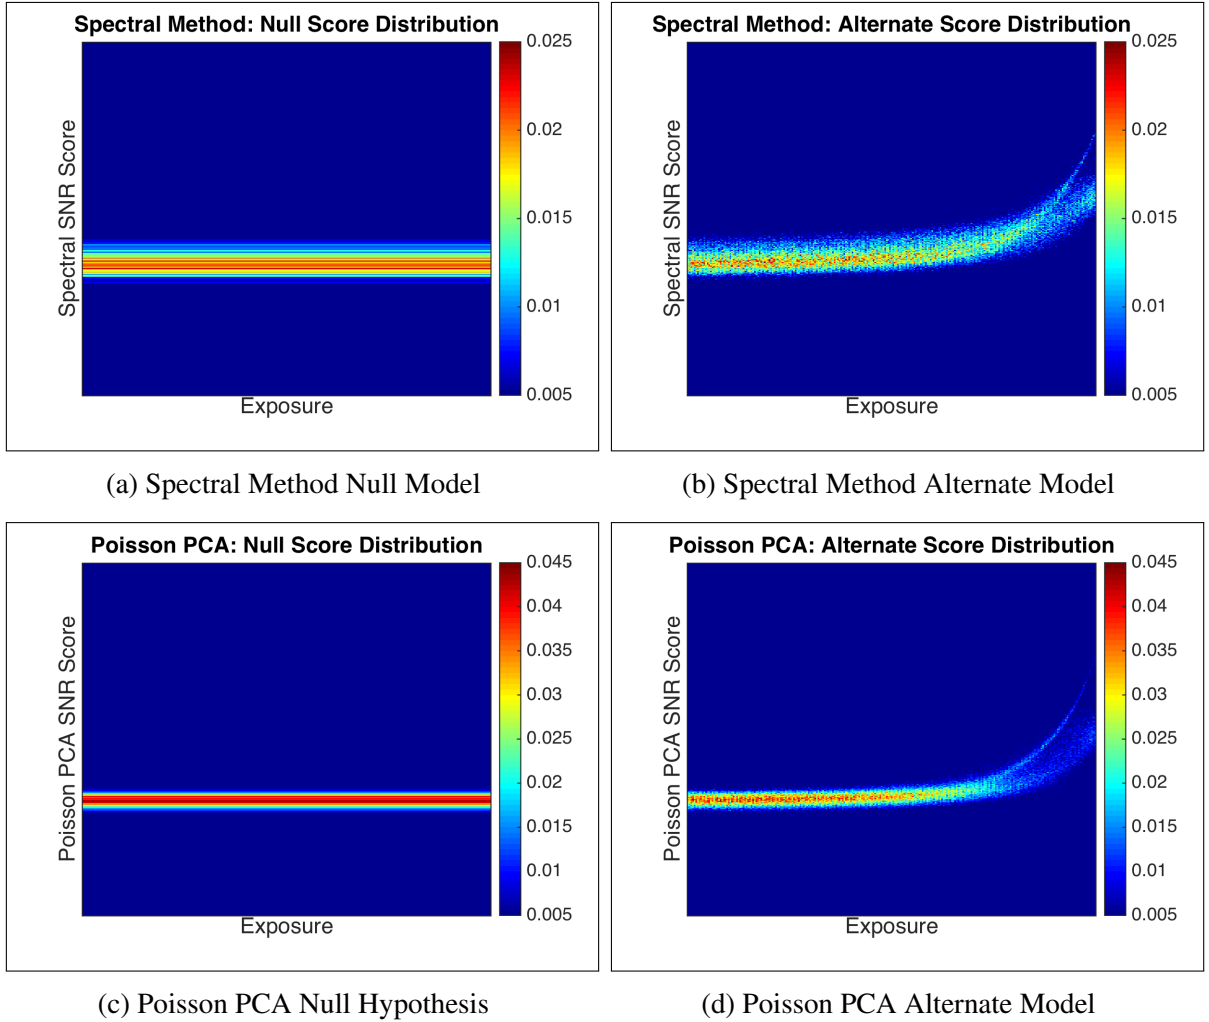 Spectral Method: Null Score Distribution
Spectral SNR Score
Exposure
0.025
0.02
0.015
0.01
0.005
(a) Spectral Method Null Model
Spectral Method: Alternate Score Distribution
Spectral SNR Score
Exposure
0.025
0.02
0.015
0.01
0.005
(b) Spectral Method Alternate Model
Poisson PCA: Null Score Distribution
Poisson PCA SNR Score
Exposure
0.045
0.04
0.035
0.03
0.025
0.02
0.015
0.01
0.005
(c) Poisson PCA Null Hypothesis
Poisson PCA: Alternate Score Distribution
Poisson PCA SNR Score
Exposure
0.045
0.04
0.035
0.03
0.025
0.02
0.015
0.01
0.005
(d) Poisson PCA Alternate Model